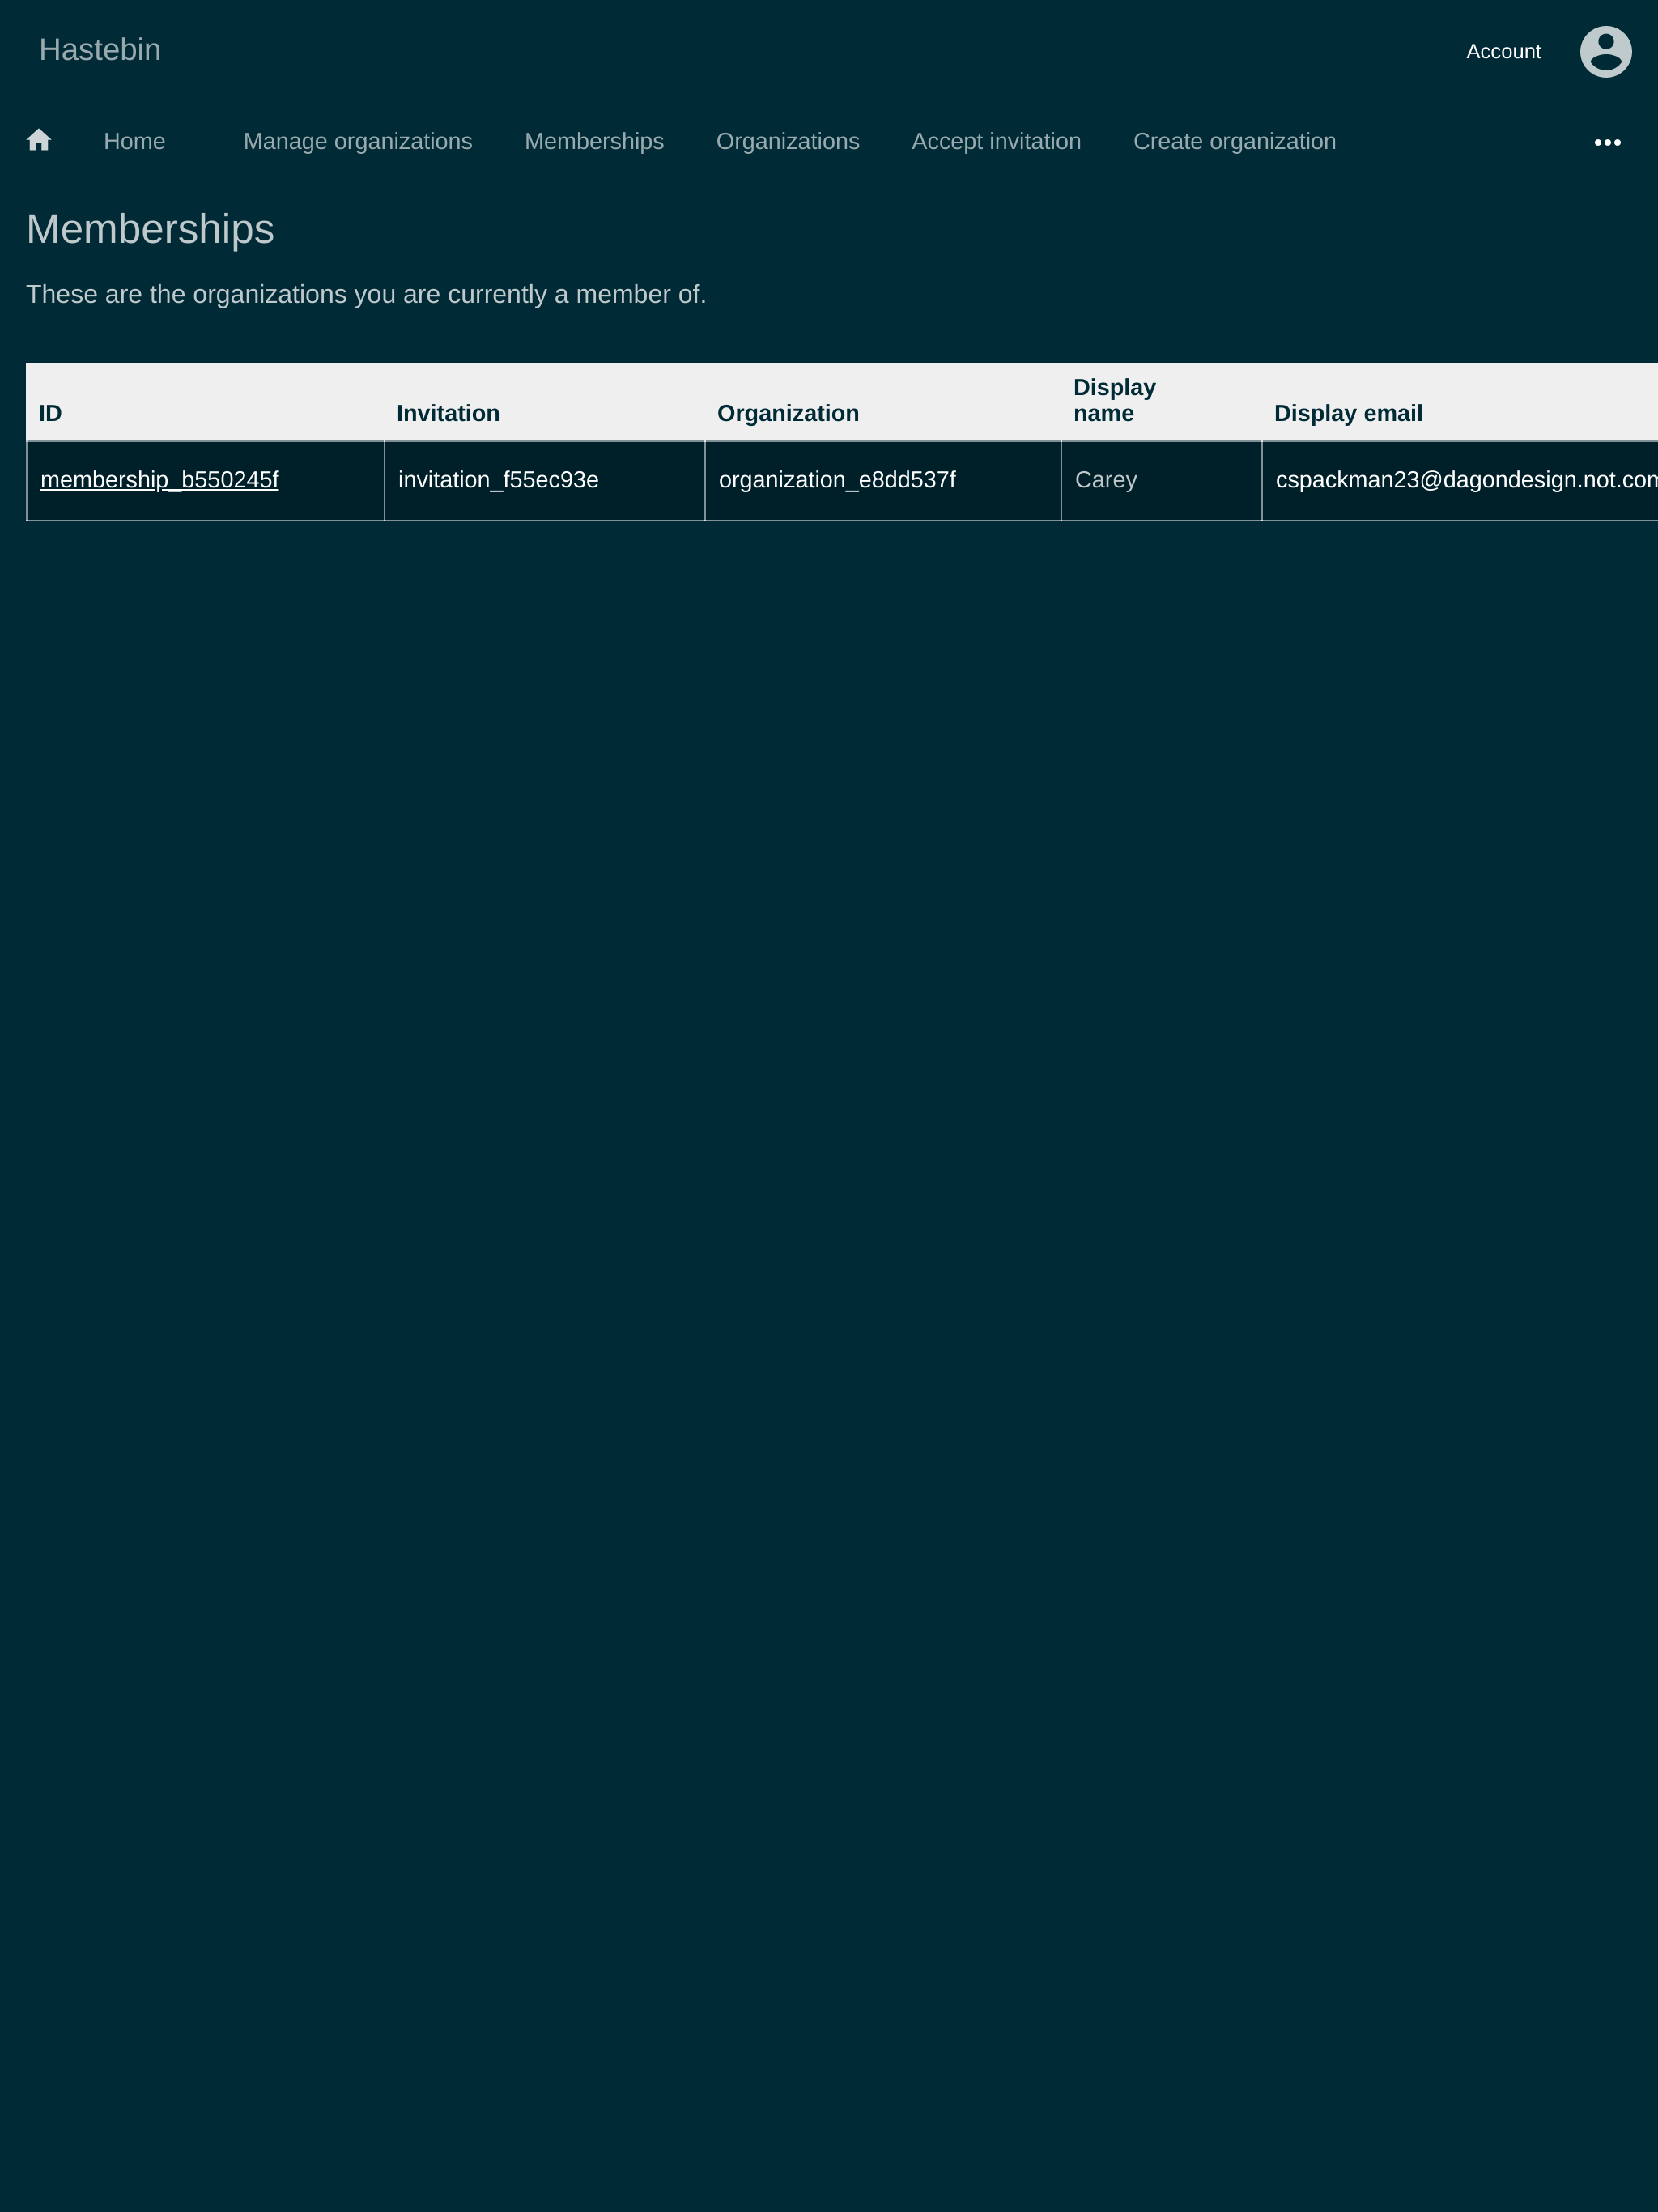 Hastebin
Account
Home Manage organizations Memberships Organizations Accept invitation Create organization
Memberships
These are the organizations you are currently a member of.
ID Invitation Organization Display name Display email
membership_b550245f invitation_f55ec93e organization_e8dd537f Carey cspackman23@dagondesign.not.com